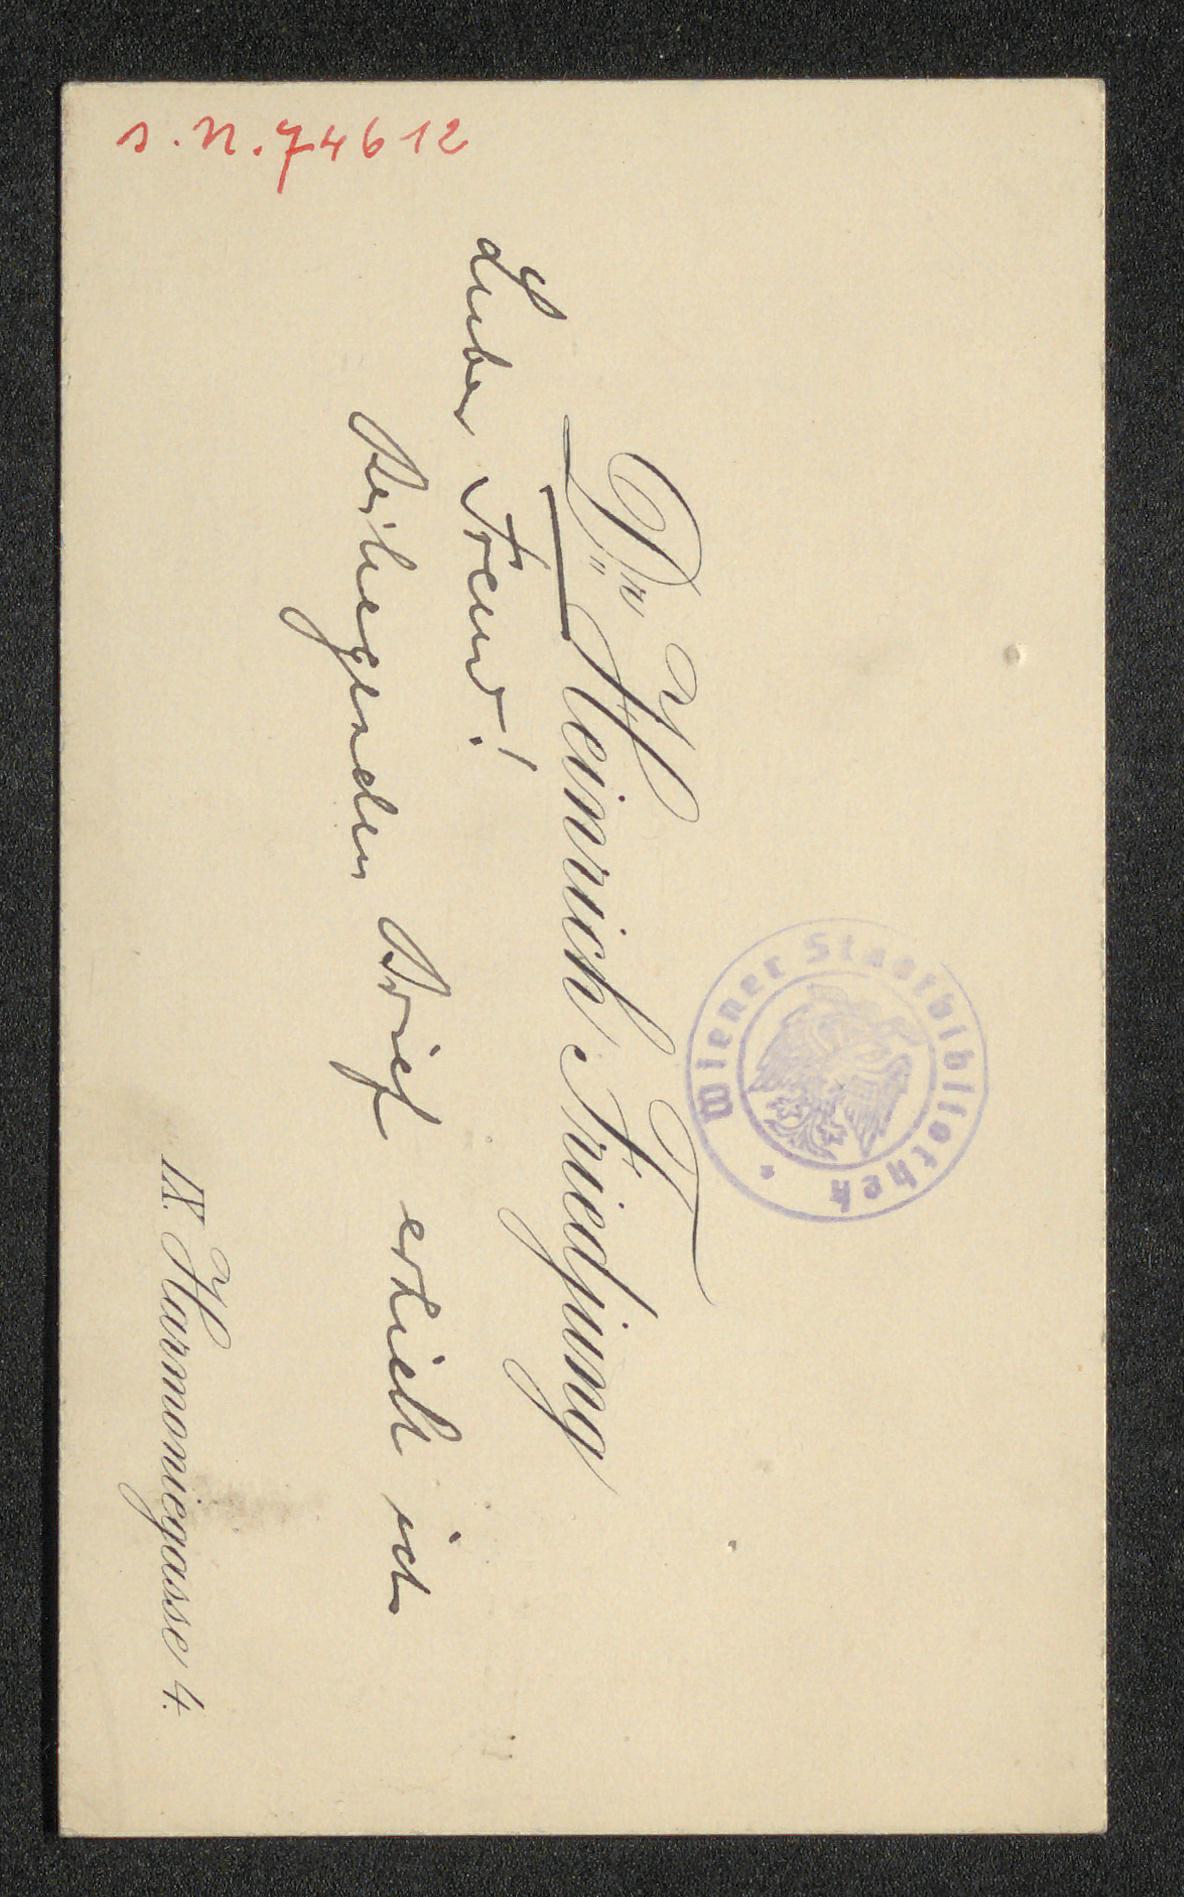 J. N. 74612
Wiener Stadtbibliothek
Dr. Heinrich Friedjung
Lieber Freund!
Beiliegenden Brief erhielt ich
IX. Harmoniegasse 4.